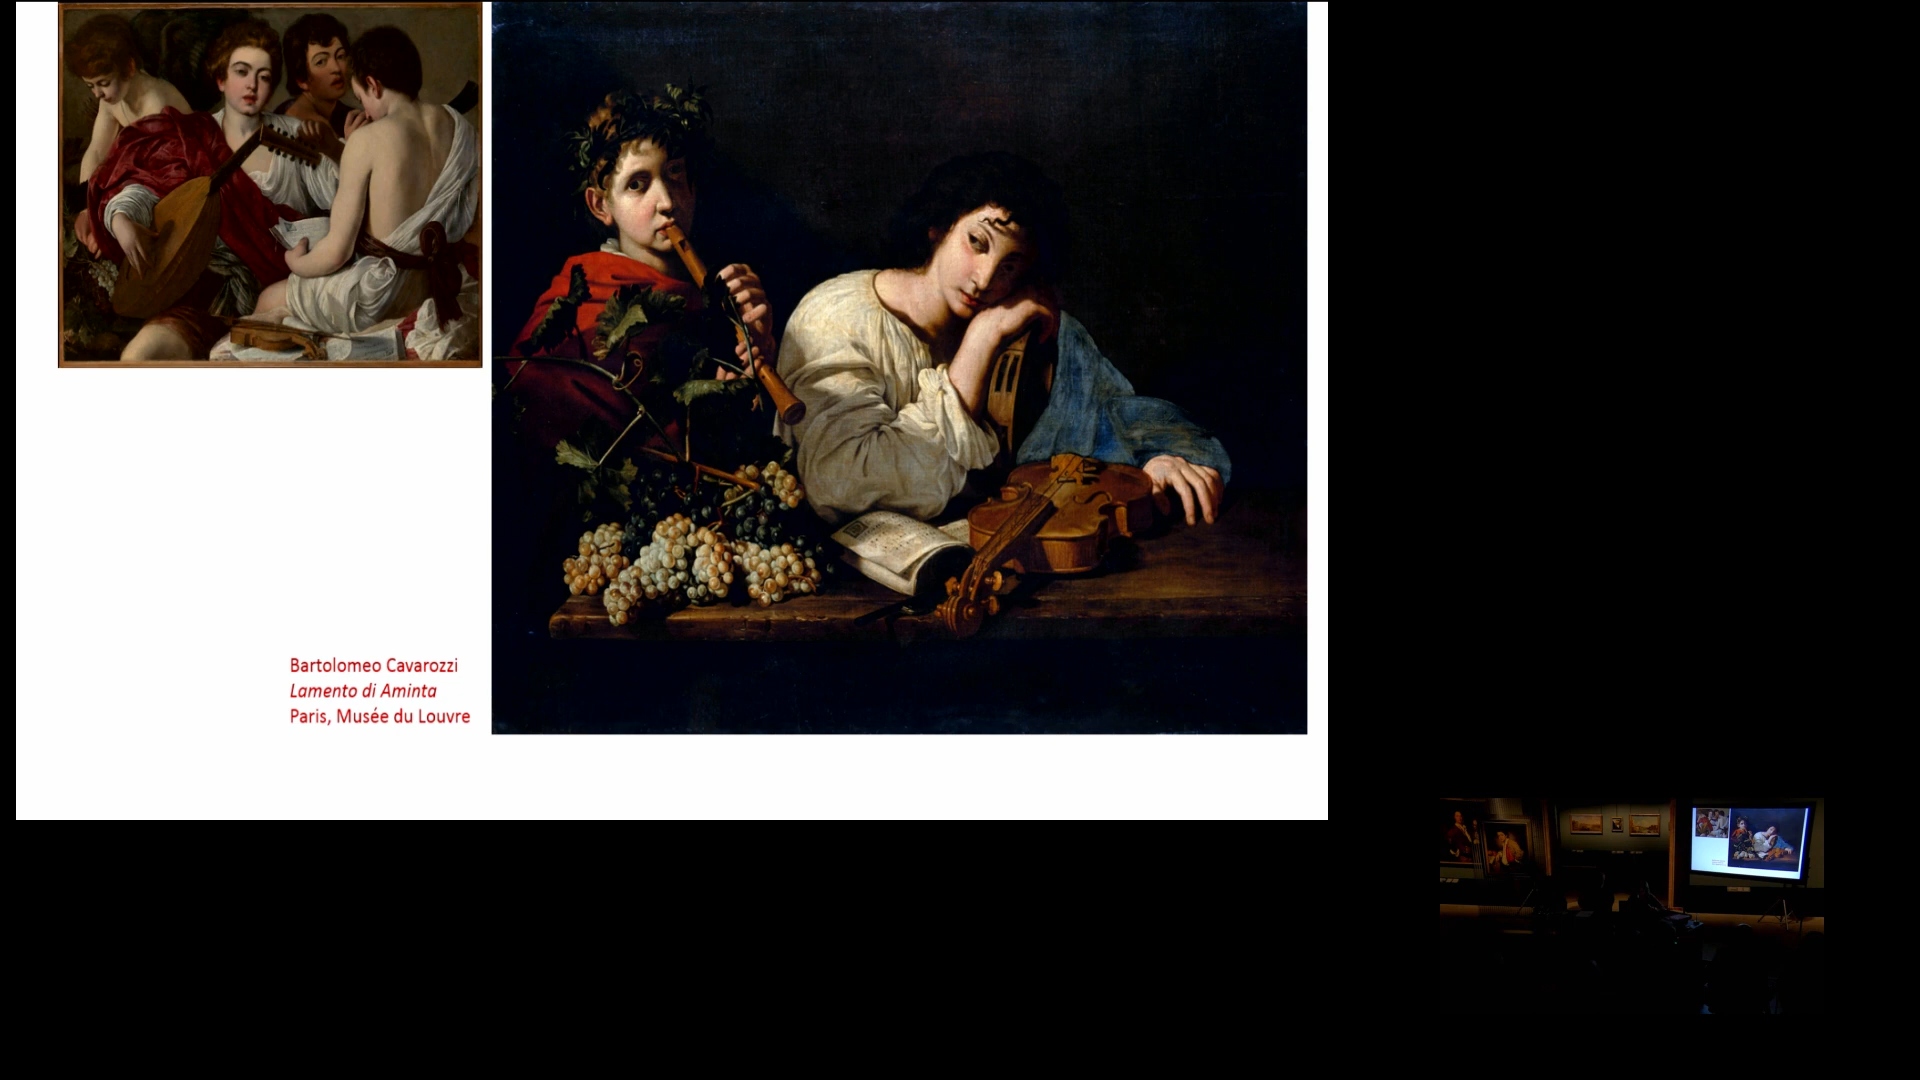 Bartolomeo Cavarozzi
Lamento di Aminta
Paris, Musée du Louvre